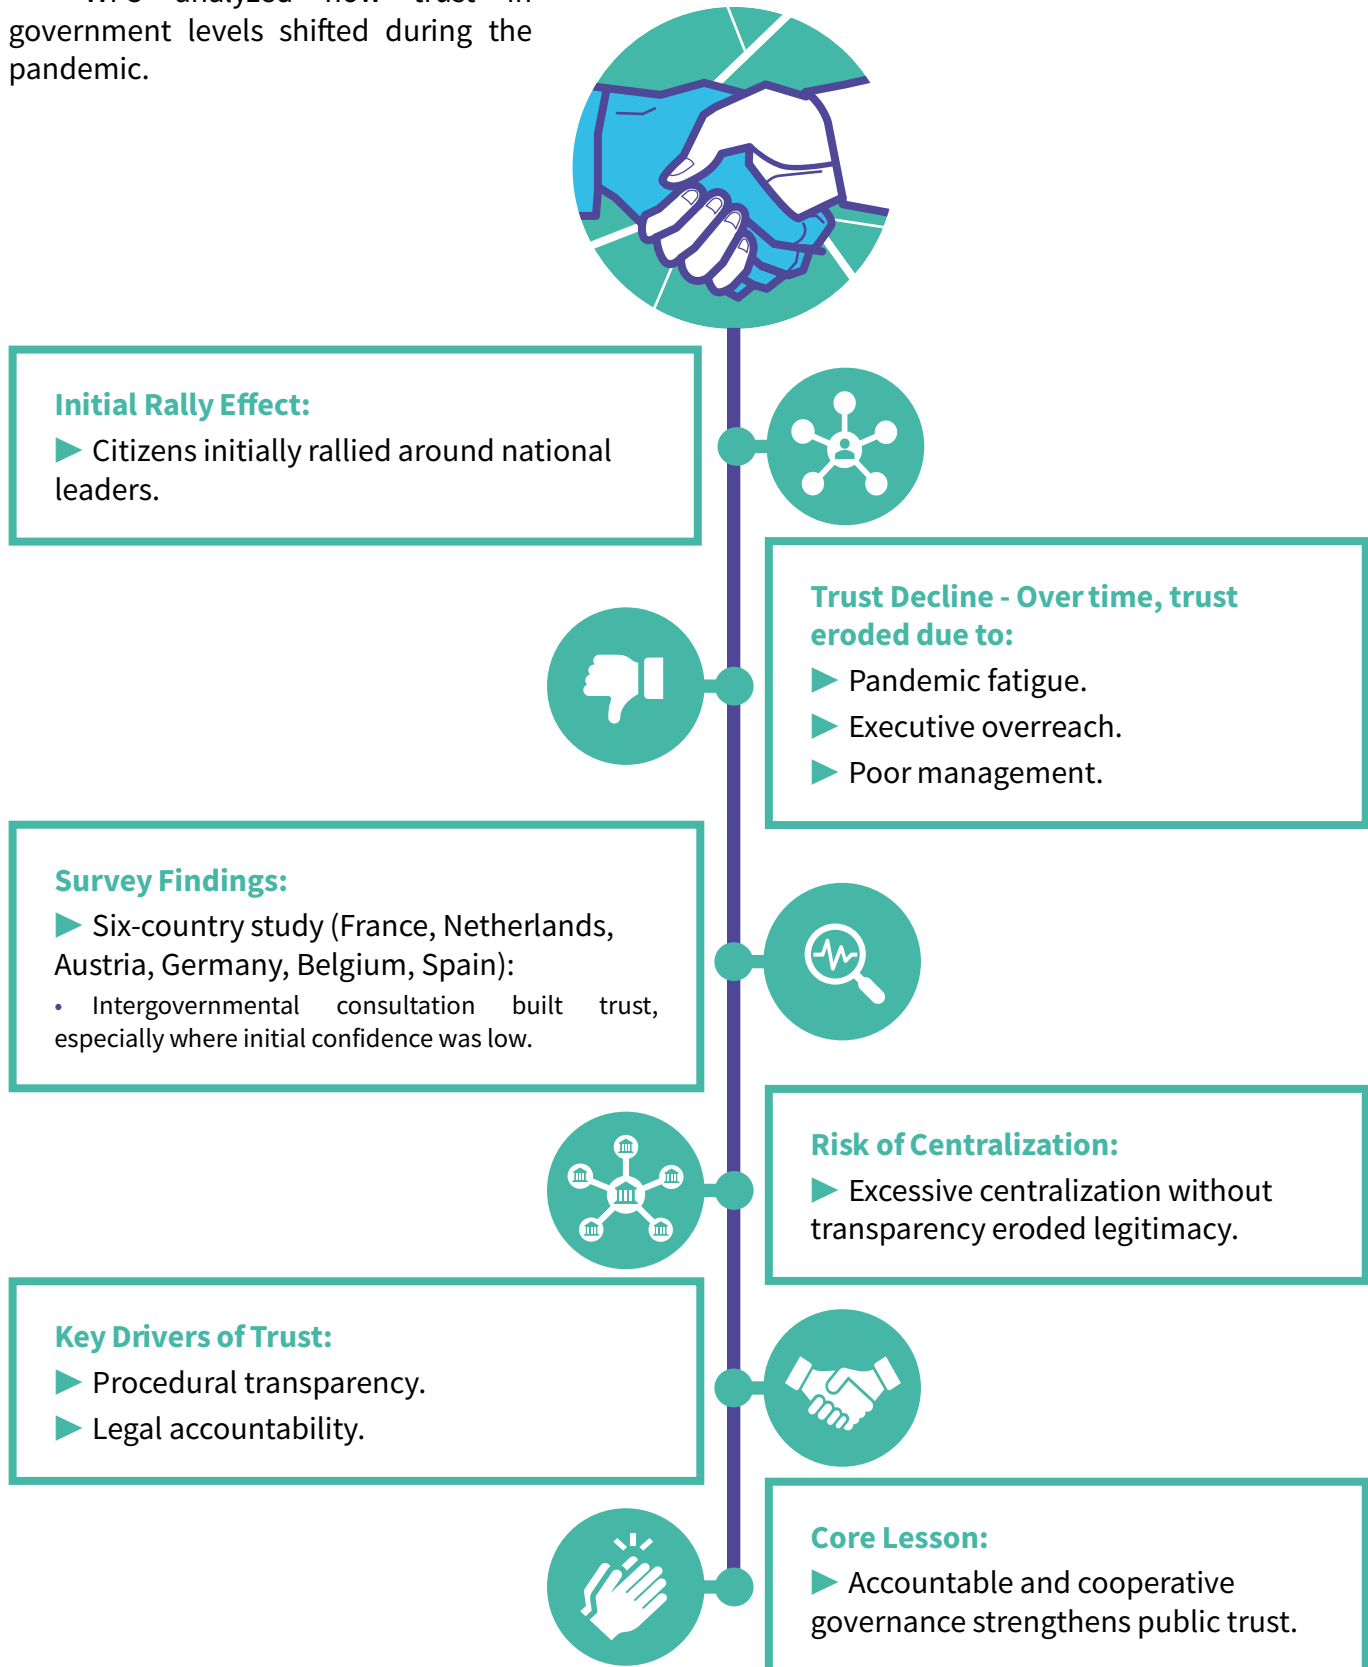 analyzed how trust in
government levels shifted during the
pandemic.
Initial Rally Effect:
▶ Citizens initially rallied around national
leaders.
Trust Decline - Over time, trust
eroded due to:
▶ Pandemic fatigue.
▶ Executive overreach.
▶ Poor management.
Survey Findings:
▶ Six-country study (France, Netherlands,
Austria, Germany, Belgium, Spain):
• Intergovernmental consultation built trust,
especially where initial confidence was low.
Risk of Centralization:
▶ Excessive centralization without
transparency eroded legitimacy.
Key Drivers of Trust:
▶ Procedural transparency.
▶ Legal accountability.
Core Lesson:
▶ Accountable and cooperative
governance strengthens public trust.